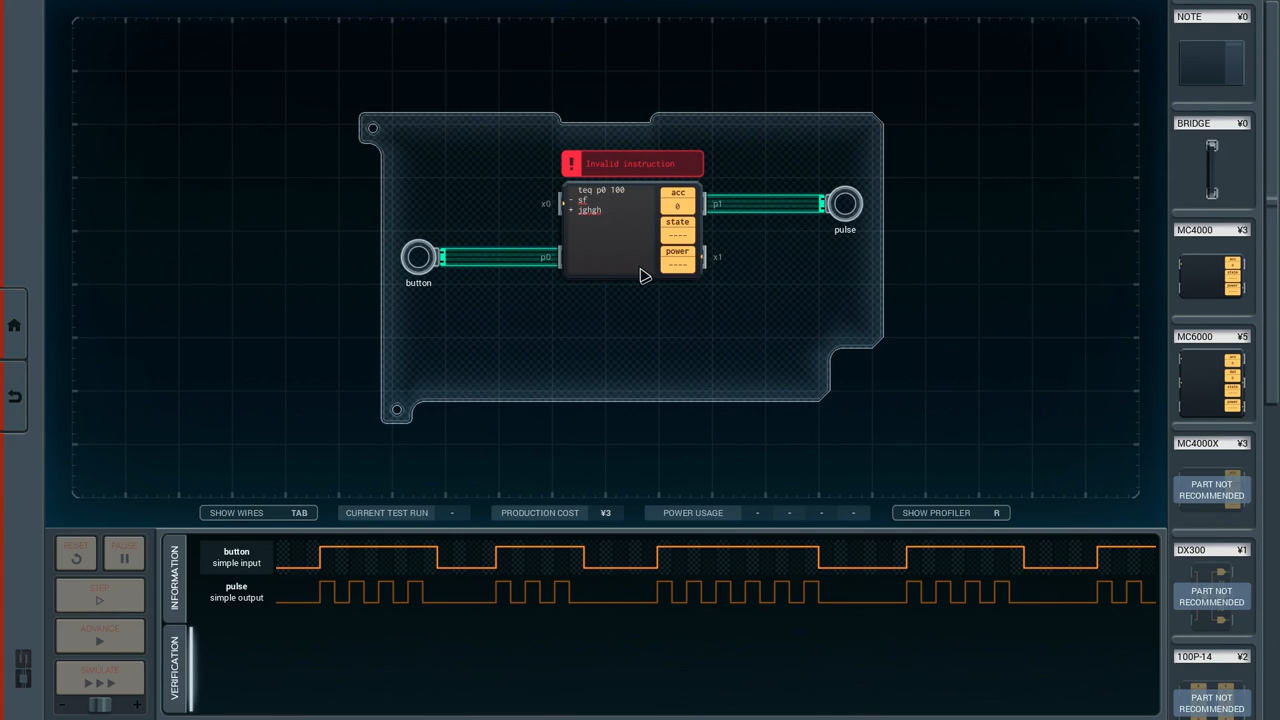 NOTE ¥0
BRIDGE ¥0
MC4000 ¥3
MC6000 ¥5
MC4000X ¥3
PART NOT
RECOMMENDED
DX300 ¥1
PART NOT
RECOMMENDED
100P-14 ¥2
PART NOT
RECOMMENDED
! Invalid instruction
teq p0 100
- sf
+ jghgh
acc
0
state
----
power
----
x0
p0
p1
x1
button
pulse
SHOW WIRES TAB
CURRENT TEST RUN -
PRODUCTION COST ¥3
POWER USAGE - - - -
SHOW PROFILER R
RESET
PAUSE
STEP
ADVANCE
SIMULATE
- +
INFORMATION
VERIFICATION
button
simple input
pulse
simple output